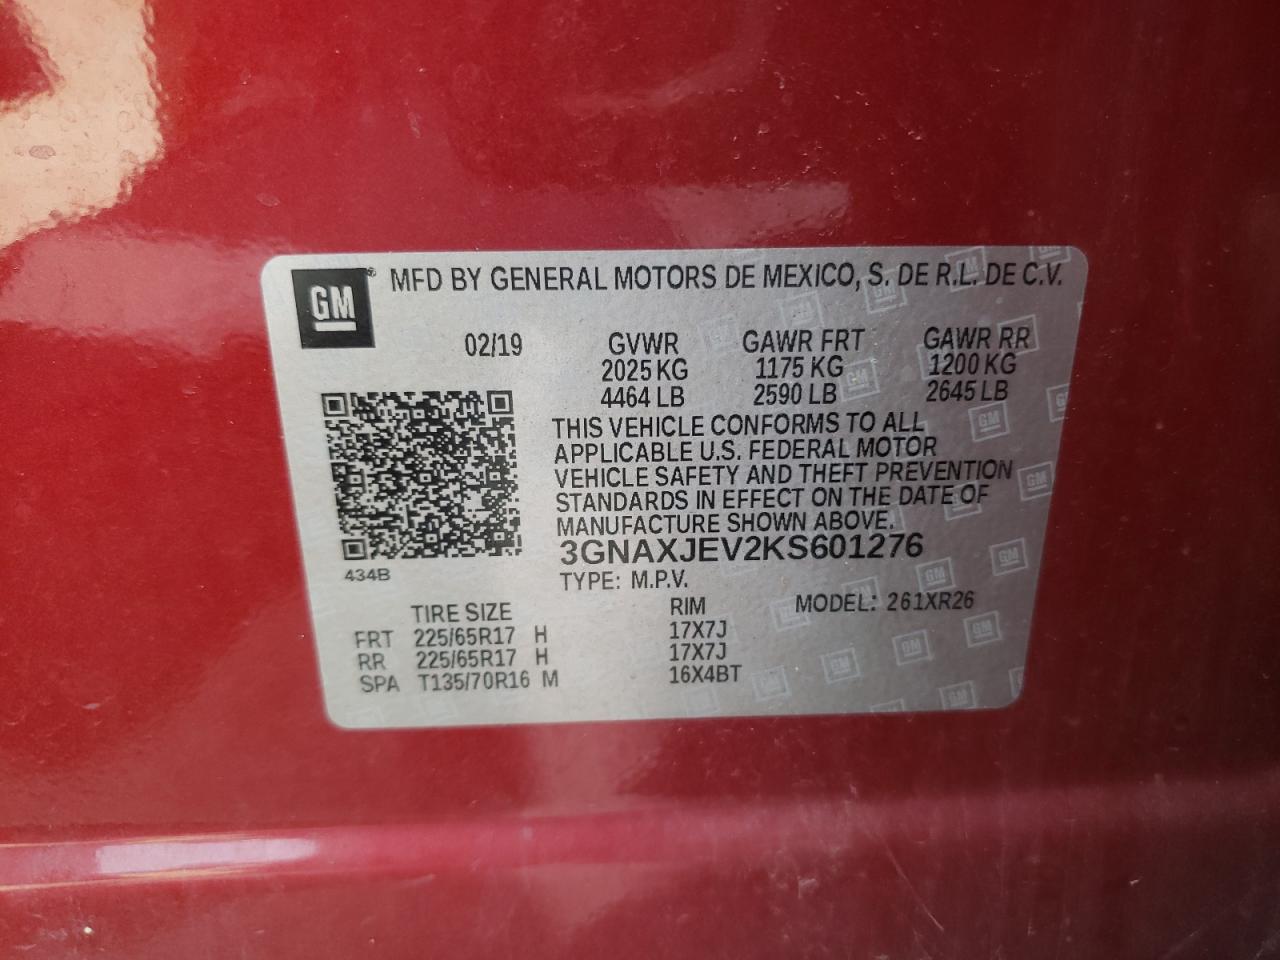 GM® MFD BY GENERAL MOTORS DE MEXICO, S. DE R.L. DE C.V.
02/19 GVWR GAWR FRT GAWR RR
2025 KG 1175 KG 1200 KG
4464 LB 2590 LB 2645 LB
THIS VEHICLE CONFORMS TO ALL
APPLICABLE U.S. FEDERAL MOTOR
VEHICLE SAFETY AND THEFT PREVENTION
STANDARDS IN EFFECT ON THE DATE OF
MANUFACTURE SHOWN ABOVE.
3GNAXJEV2KS601276
434B
TYPE: M.P.V.
TIRE SIZE RIM MODEL: 261XR26
FRT 225/65R17 H 17X7J
RR 225/65R17 H 17X7J
SPA T135/70R16 M 16X4BT